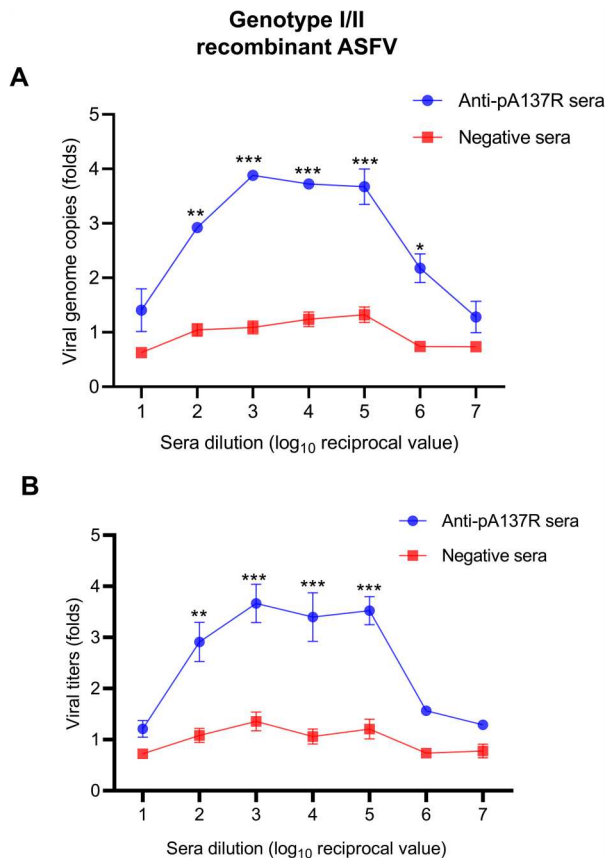 Genotype I/II
recombinant ASFV
A
Anti-pA137R sera
Negative sera
Viral genome copies (folds)
5
4
3
2
1
0
**
***
***
***
*
1 2 3 4 5 6 7
Sera dilution (log10 reciprocal value)
B
Anti-pA137R sera
Negative sera
Viral titers (folds)
5
4
3
2
1
0
**
***
***
***
1 2 3 4 5 6 7
Sera dilution (log10 reciprocal value)